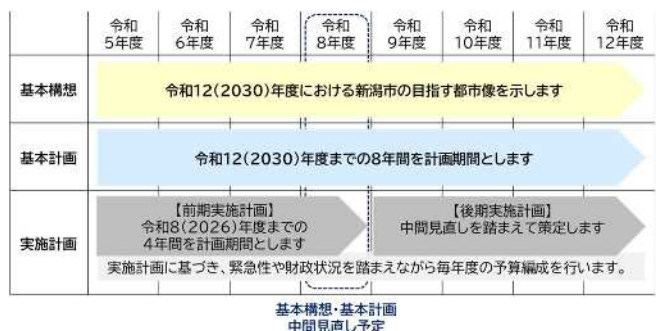 令和 令和 令和 令和 令和 令和 令和 令和
5年度 6年度 7年度 8年度 9年度 10年度 11年度 12年度
基本構想 令和12(2030)年度における新潟市の目指す都市像を示します
基本計画 令和12(2030)年度までの8年間を計画期間とします
実施計画
【前期実施計画】
令和8(2026)年度までの
4年間を計画期間とします
【後期実施計画】
中間見直しを踏まえて策定します
実施計画に基づき、緊急性や財政状況を踏まえながら毎年度の予算編成を行います。
基本構想・基本計画
中間見直し予定